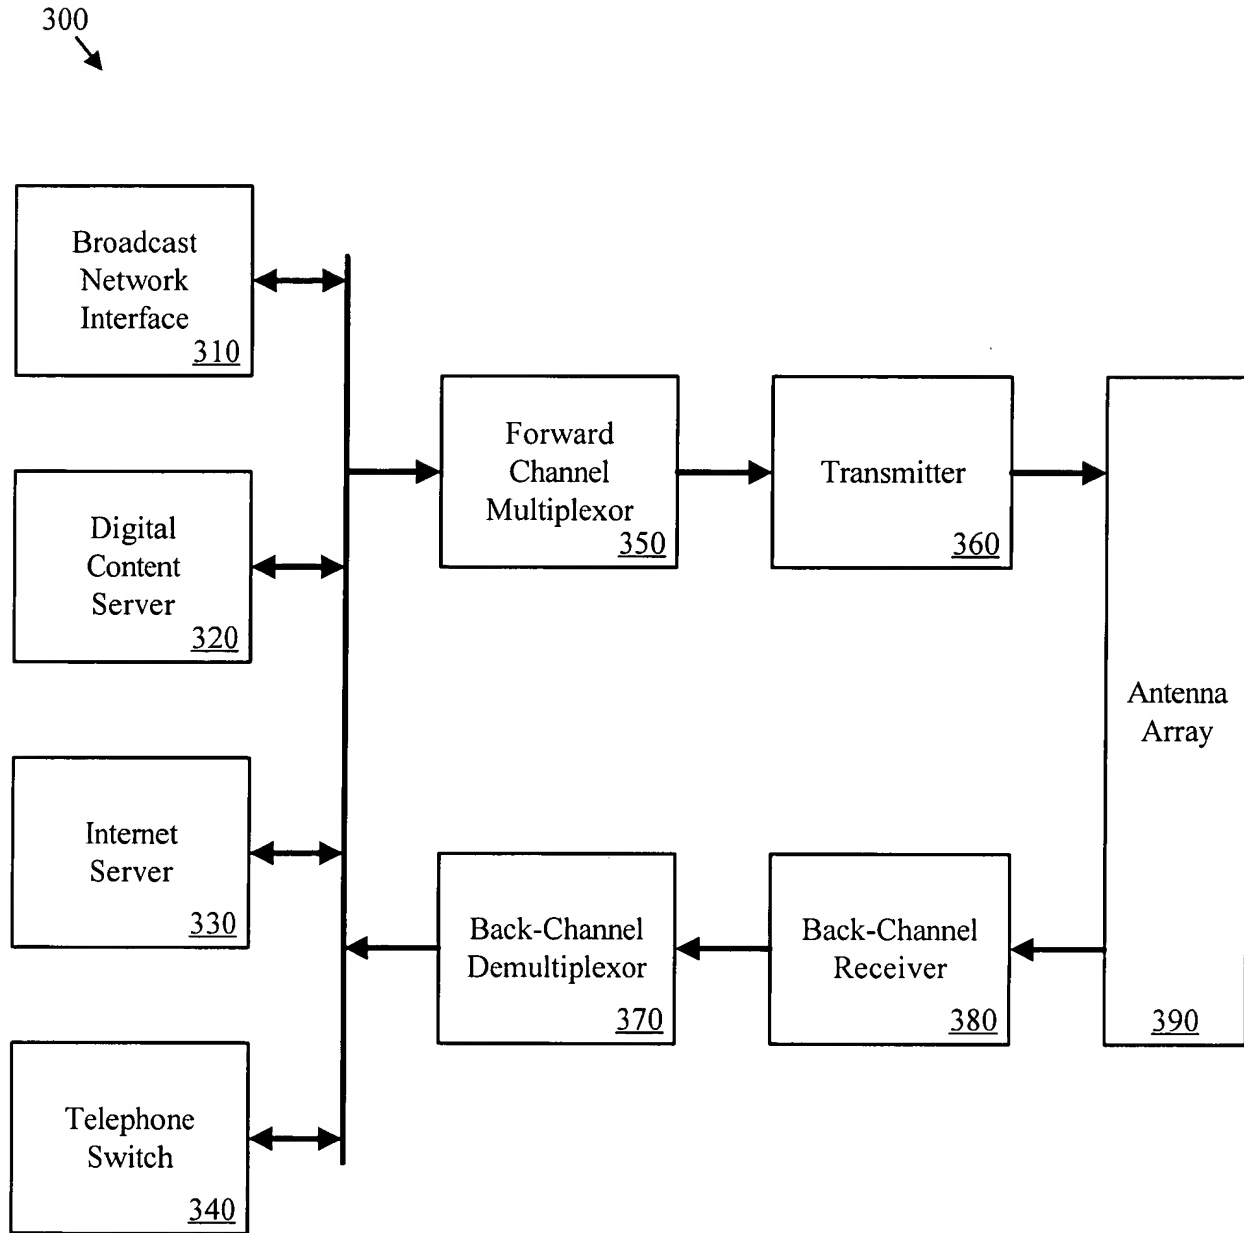 300
Broadcast
Network
Interface
310
Digital
Content
Server
320
Internet
Server
330
Telephone
Switch
340
Forward
Channel
Multiplexor
350
Transmitter
360
Back-Channel
Demultiplexor
370
Back-Channel
Receiver
380
Antenna
Array
390